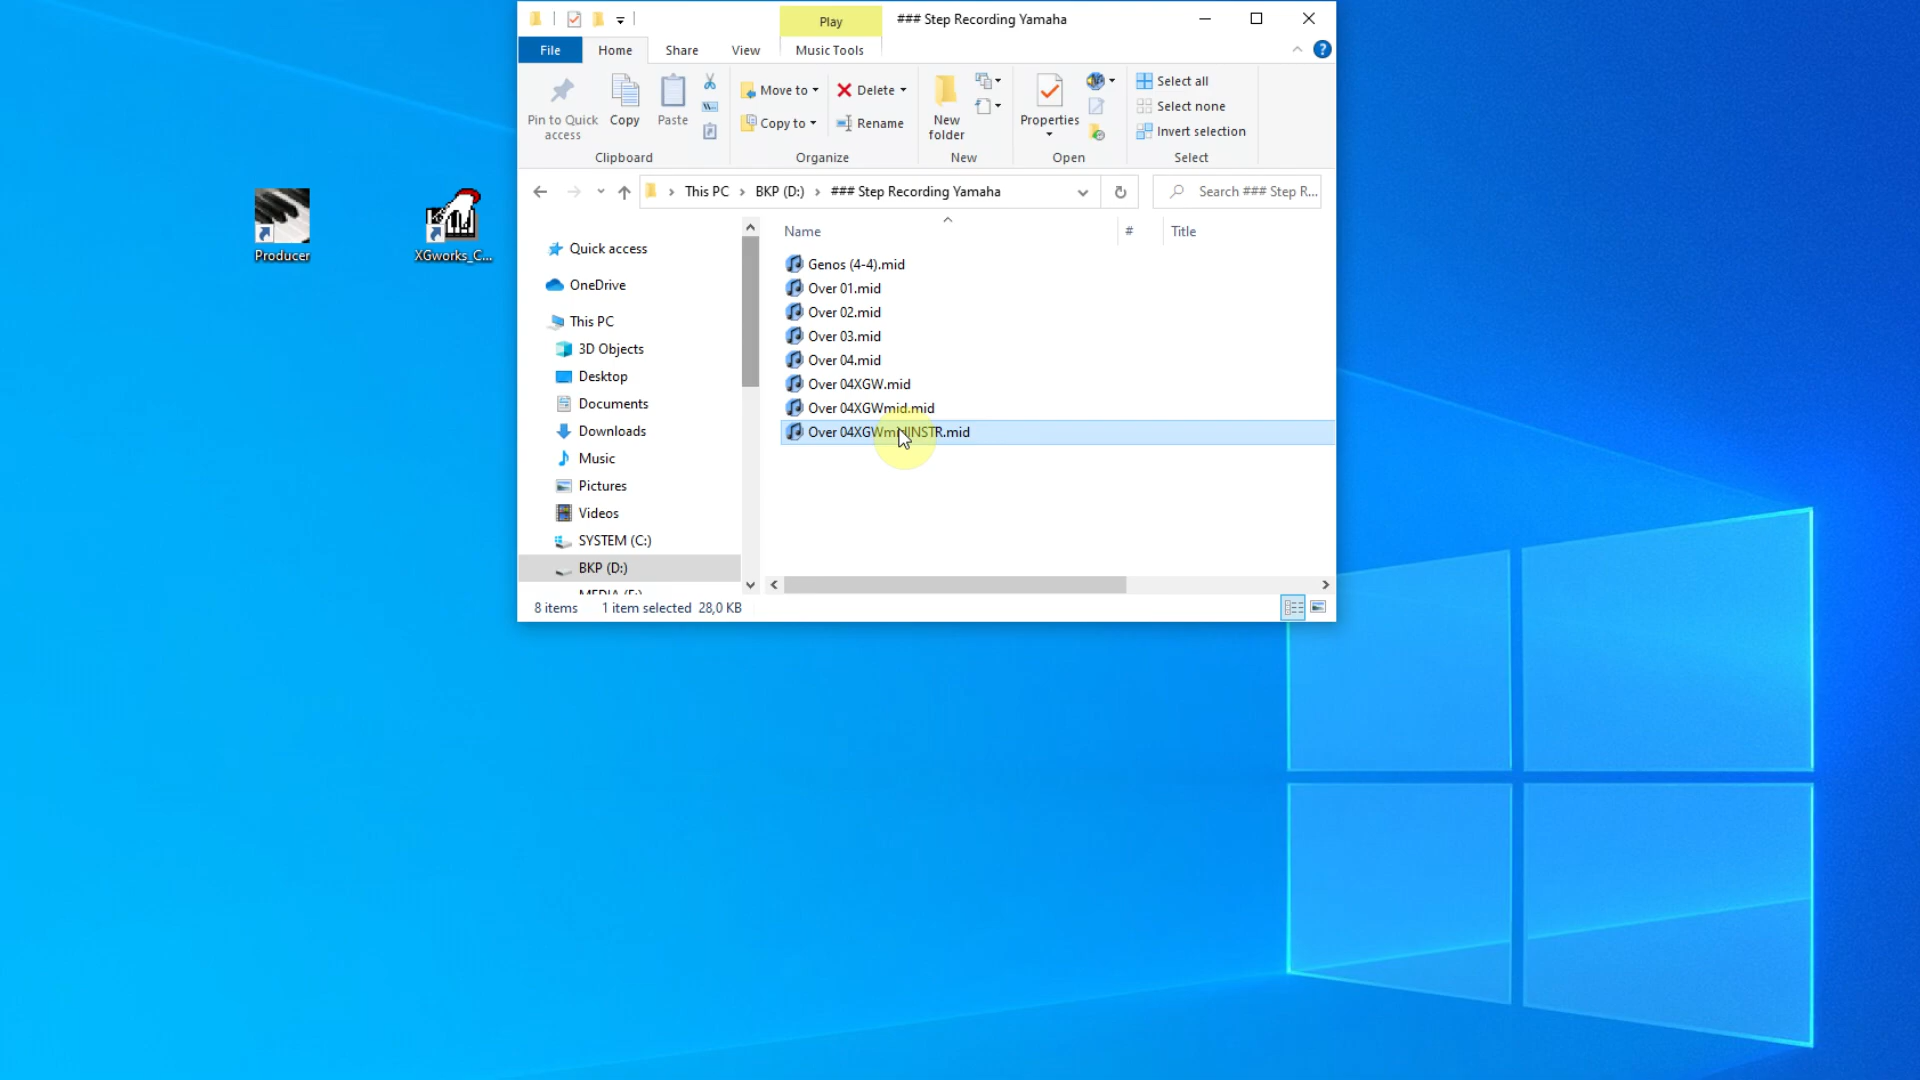 Play
### Step Recording Yamaha
File
Home
Share
View
Music Tools
Pin to Quick access
Copy
Paste
Move to
Copy to
Delete
Rename
New folder
Properties
Select all
Select none
Invert selection
Clipboard
Organize
New
Open
Select
This PC
BKP (D:)
### Step Recording Yamaha
Search ### Step R...
Producer
XGworks_C...
Quick access
OneDrive
This PC
3D Objects
Desktop
Documents
Downloads
Music
Pictures
Videos
SYSTEM (C:)
BKP (D:)
Name
#
Title
Genos (4-4).mid
Over 01.mid
Over 02.mid
Over 03.mid
Over 04.mid
Over 04XGW.mid
Over 04XGWmid.mid
Over 04XGWmidINSTR.mid
8 items
1 item selected 28,0 KB